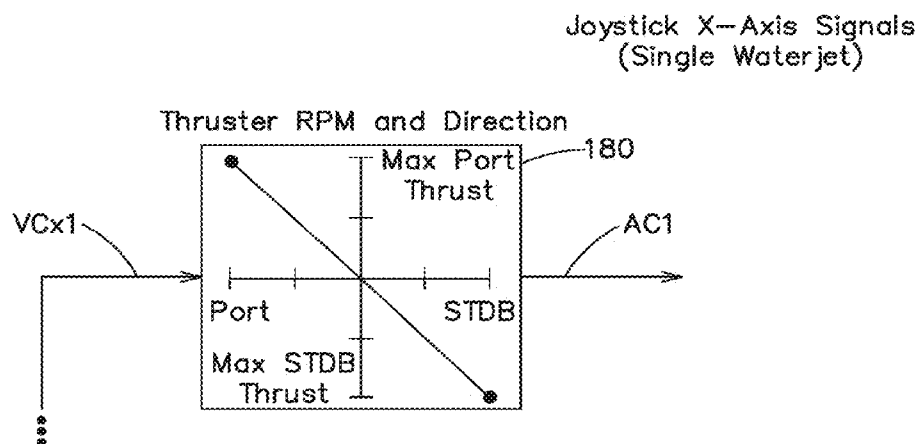 Joystick X-Axis Signals
(Single Waterjet)
Thruster RPM and Direction
180
Max Port
Thrust
VCx1
AC1
Port
STDB
Max STDB
Thrust